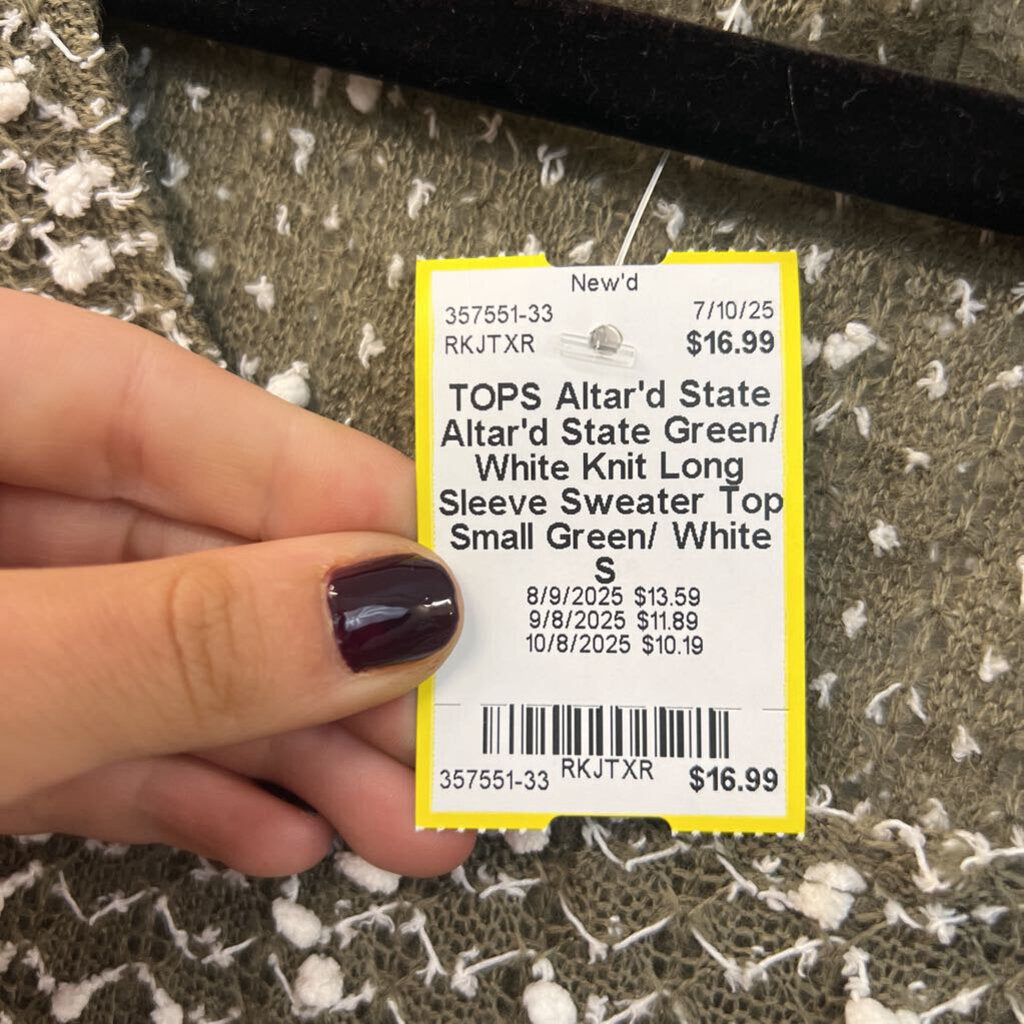 New'd
357551-33 7/10/25
RKJTXR $16.99
TOPS Altar'd State
Altar'd State Green/
White Knit Long
Sleeve Sweater Top
Small Green/ White
S
8/9/2025 $13.59
9/8/2025 $11.89
10/8/2025 $10.19
357551-33 RKJTXR $16.99